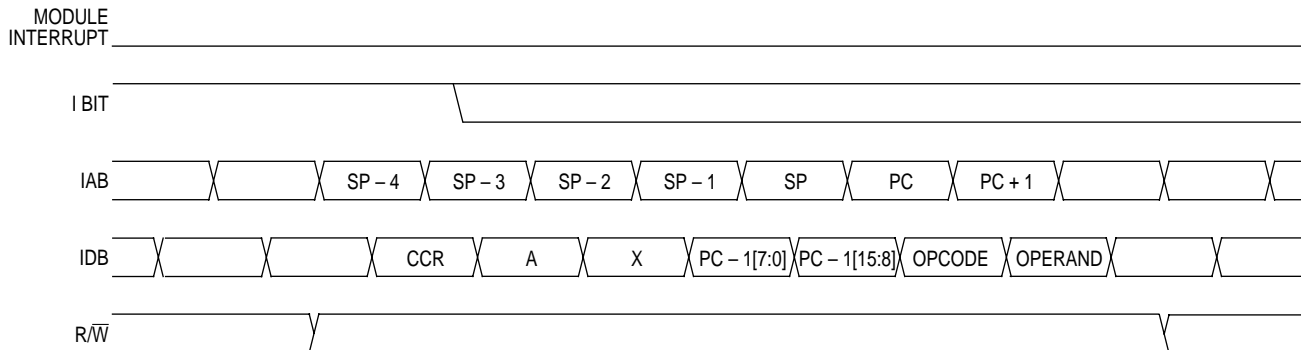 MODULE
INTERRUPT
I BIT
IAB SP – 4 SP – 3 SP – 2 SP – 1 SP PC PC + 1
IDB CCR A X PC – 1[7:0] PC – 1[15:8] OPCODE OPERAND
R/W̅